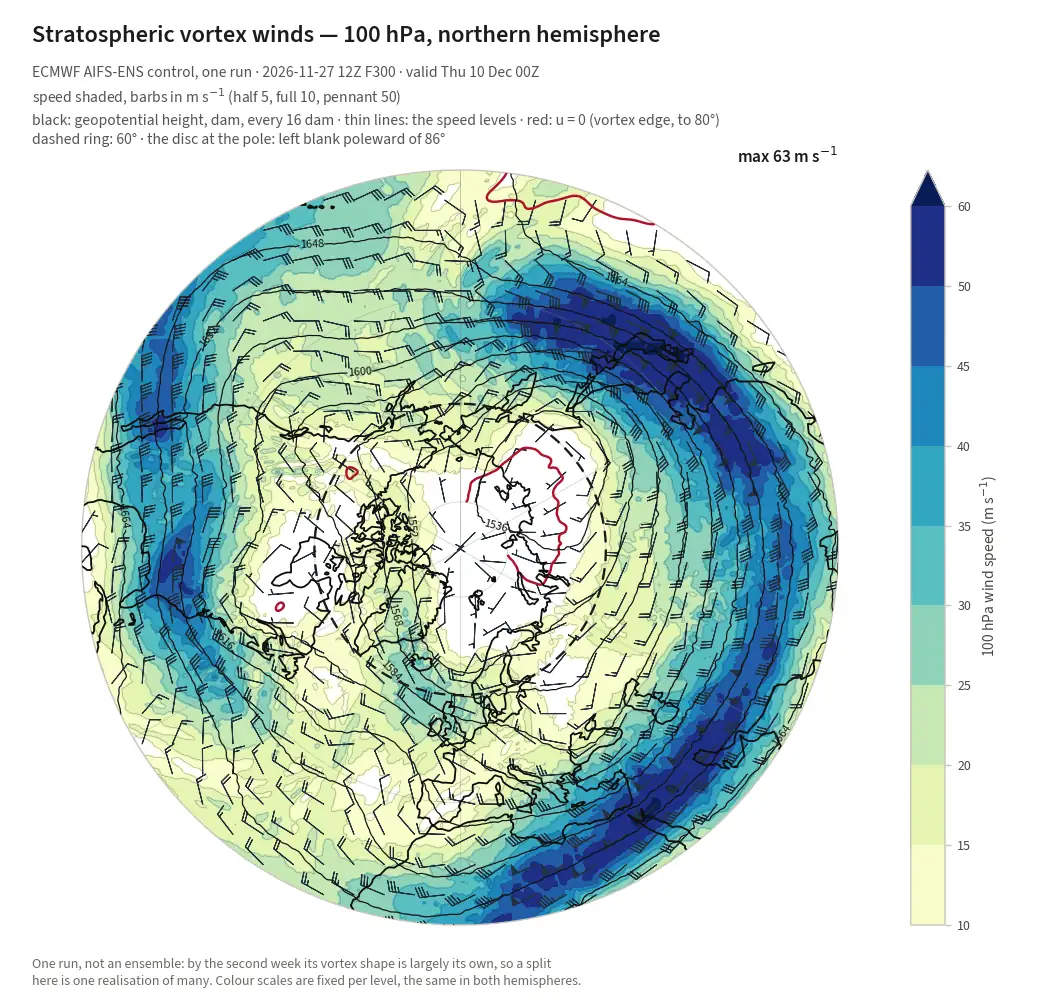 Stratospheric vortex winds — 100 hPa, northern hemisphere
ECMWF AIFS-ENS control, one run · 2026-11-27 12Z F300 · valid Thu 10 Dec 00Z
speed shaded, barbs in m s⁻¹ (half 5, full 10, pennant 50)
black: geopotential height, dam, every 16 dam · thin lines: the speed levels · red: u = 0 (vortex edge, to 80°)
dashed ring: 60° · the disc at the pole: left blank poleward of 86°
max 63 m s⁻¹
60
50
45
40
35
30
25
20
15
10
100 hPa wind speed (m s⁻¹)
1648
1600
1664
1536
1568
1584
1616
One run, not an ensemble: by the second week its vortex shape is largely its own, so a split
here is one realisation of many. Colour scales are fixed per level, the same in both hemispheres.